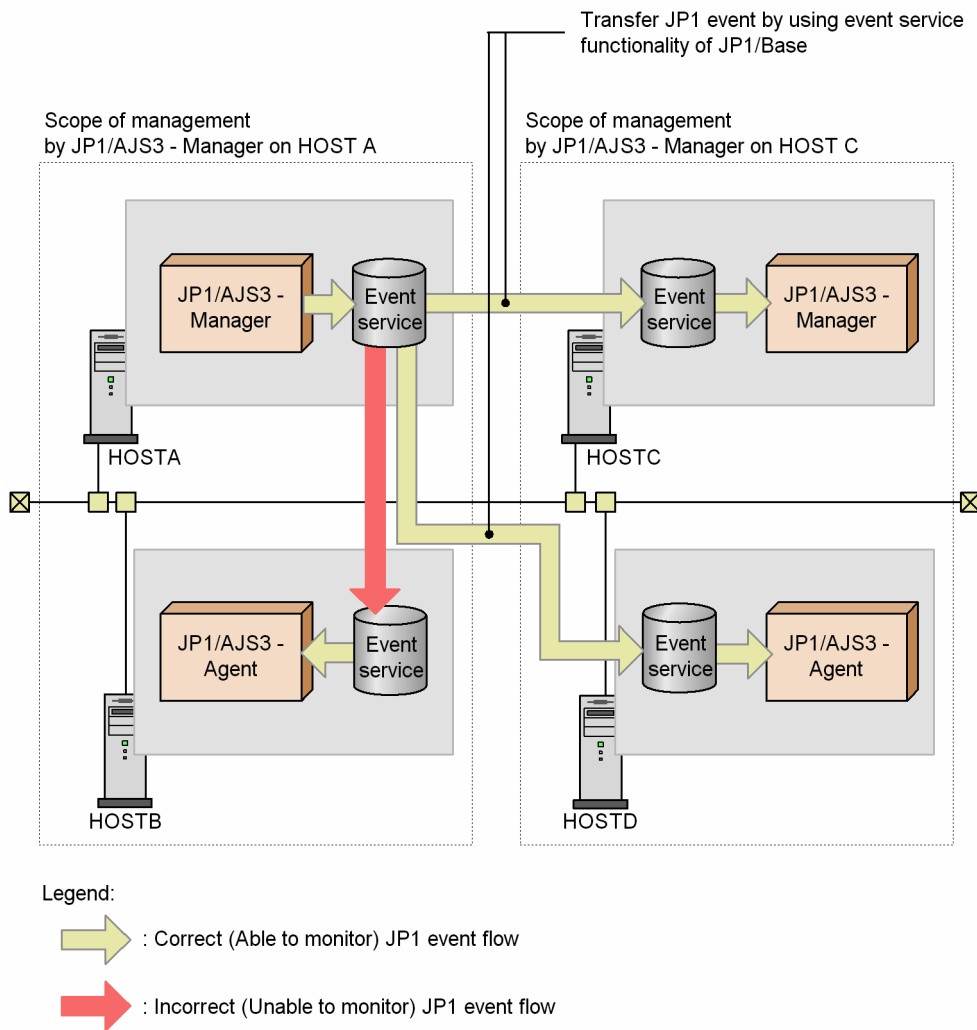 Transfer JP1 event by using event service
functionality of JP1/Base
Scope of management
by JP1/AJS3 - Manager on HOST A
Scope of management
by JP1/AJS3 - Manager on HOST C
JP1/AJS3 -
Manager
Event
service
Event
service
JP1/AJS3 -
Manager
HOSTA
HOSTC
JP1/AJS3 -
Agent
Event
service
Event
service
JP1/AJS3 -
Agent
HOSTB
HOSTD
Legend:
: Correct (Able to monitor) JP1 event flow
: Incorrect (Unable to monitor) JP1 event flow